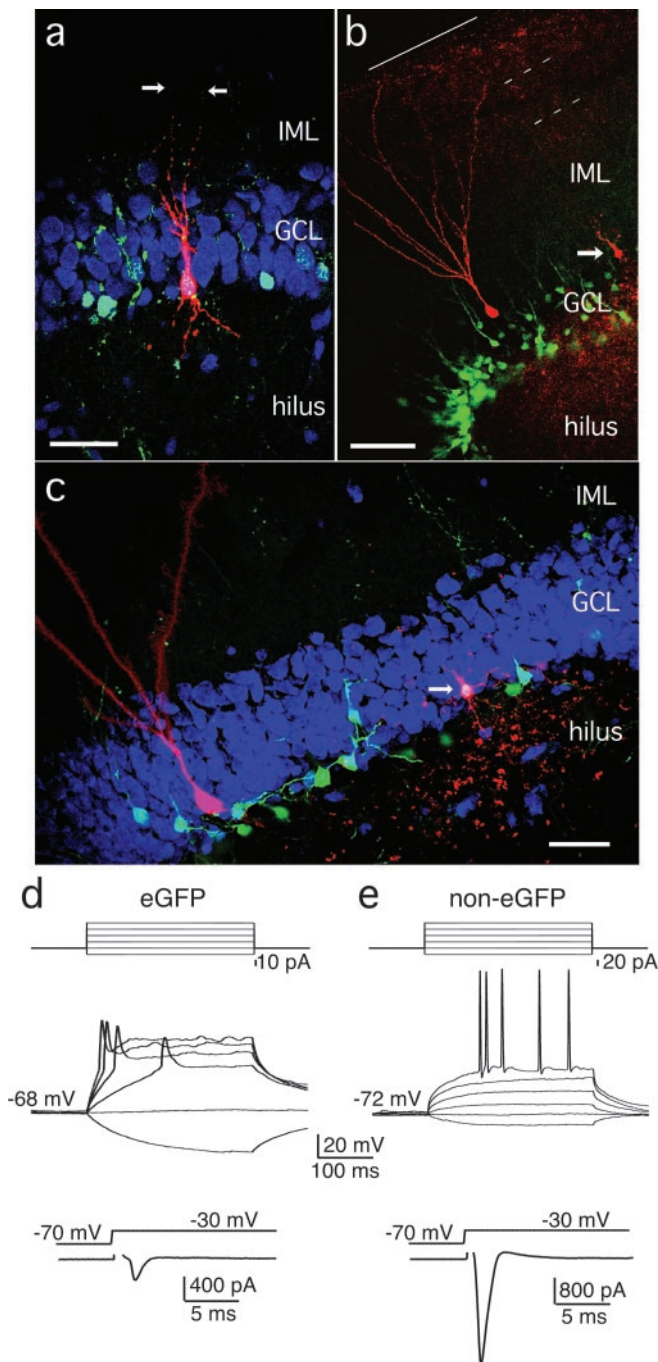 a
IML
GCL
hilus
b
IML
GCL
hilus
c
IML
GCL
hilus
d
eGFP
10 pA
-68 mV
20 mV
100 ms
-70 mV
-30 mV
400 pA
5 ms
e
non-eGFP
20 pA
-72 mV
-70 mV
-30 mV
800 pA
5 ms